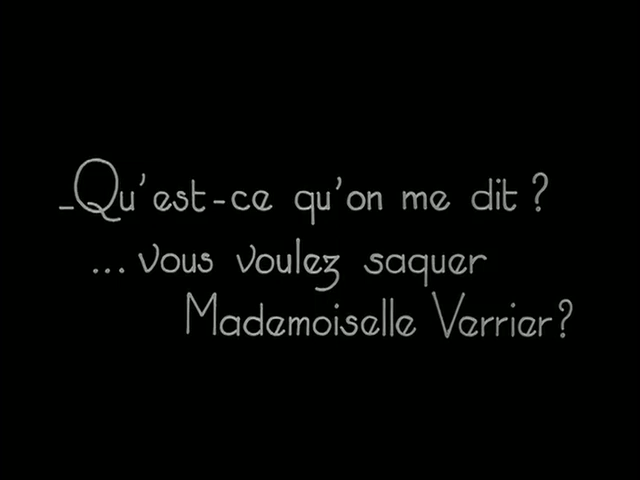 _Qu'est-ce qu'on me dit ?
... vous voulez saquer
Mademoiselle Verrier?